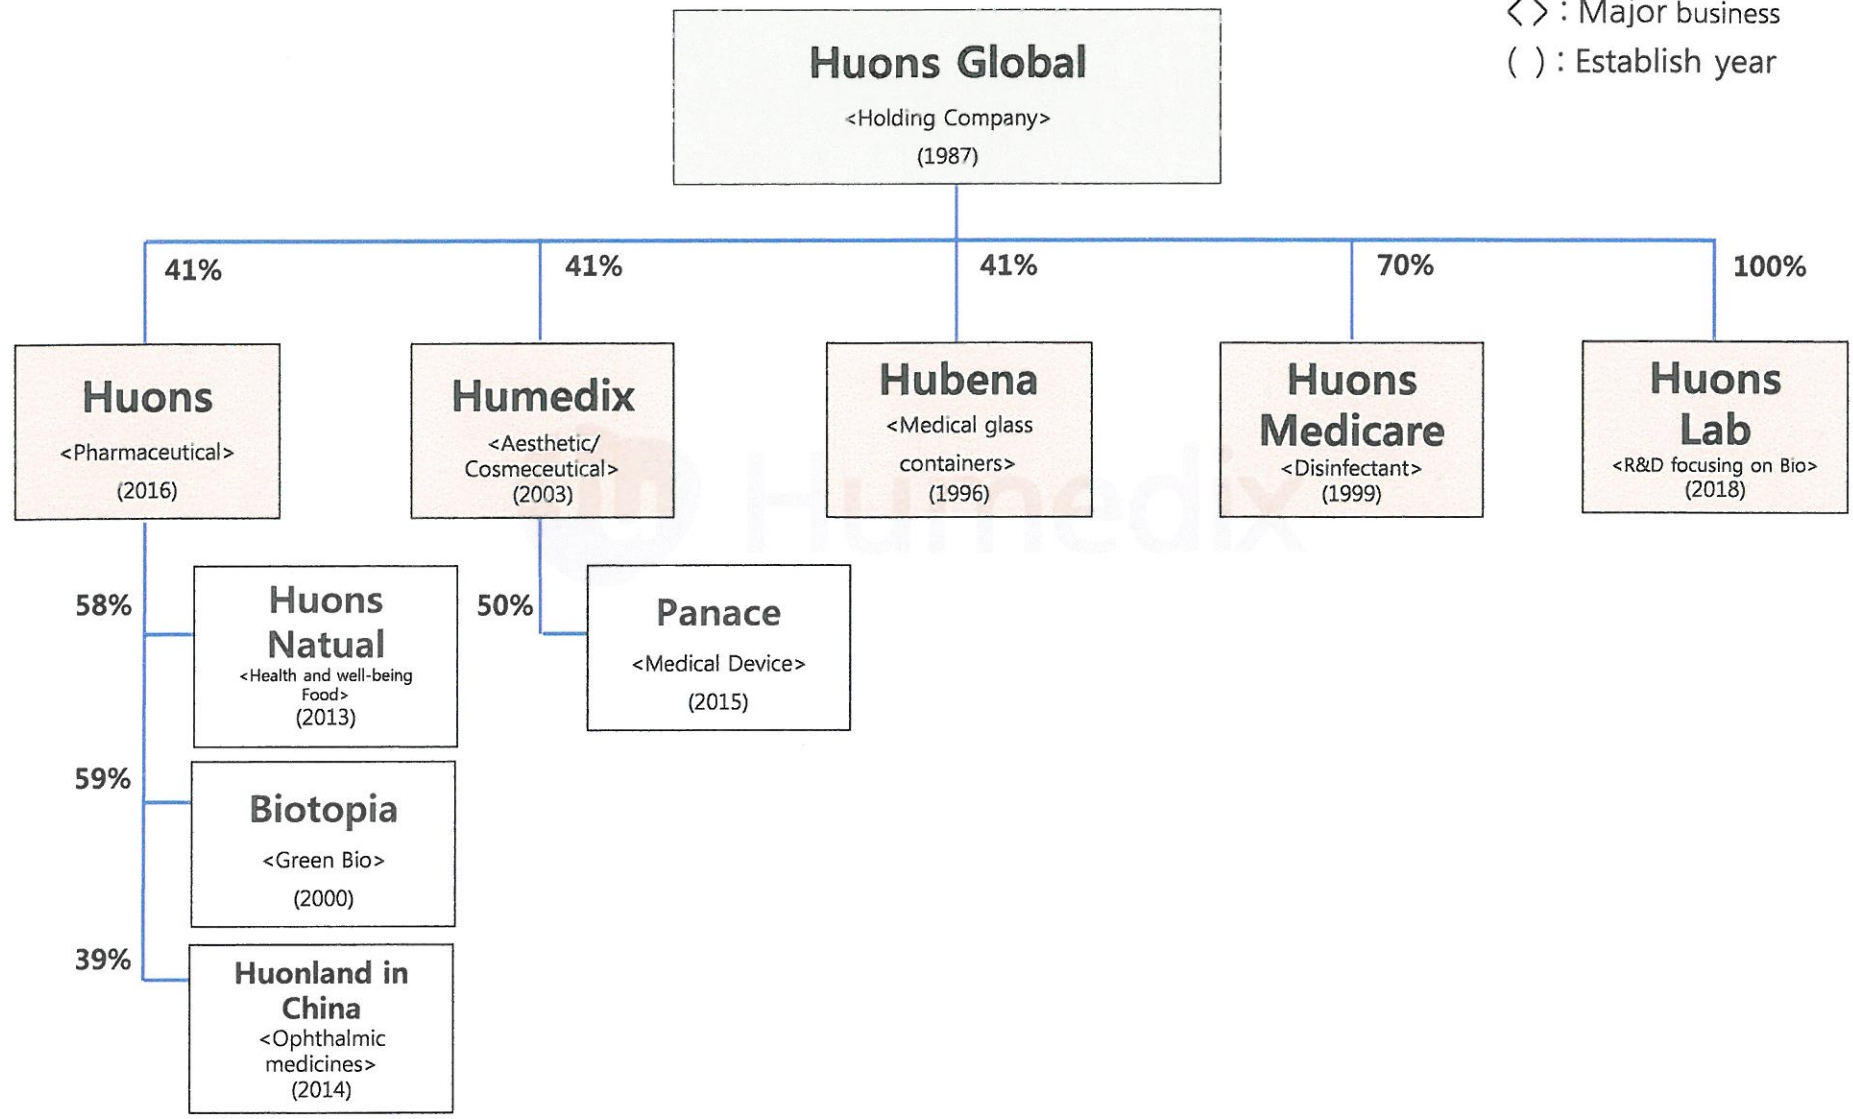 < > : Major business
( ) : Establish year
Huons Global
<Holding Company>
(1987)
41%
41%
41%
70%
100%
Huons
<Pharmaceutical>
(2016)
Humedix
<Aesthetic/
Cosmeceutical>
(2003)
Hubena
<Medical glass
containers>
(1996)
Huons
Medicare
<Disinfectant>
(1999)
Huons
Lab
<R&D focusing on Bio>
(2018)
Humedix
58%
Huons
Natual
<Health and well-being
Food>
(2013)
50%
Panace
<Medical Device>
(2015)
59%
Biotopia
<Green Bio>
(2000)
39%
Huonland in
China
<Ophthalmic
medicines>
(2014)